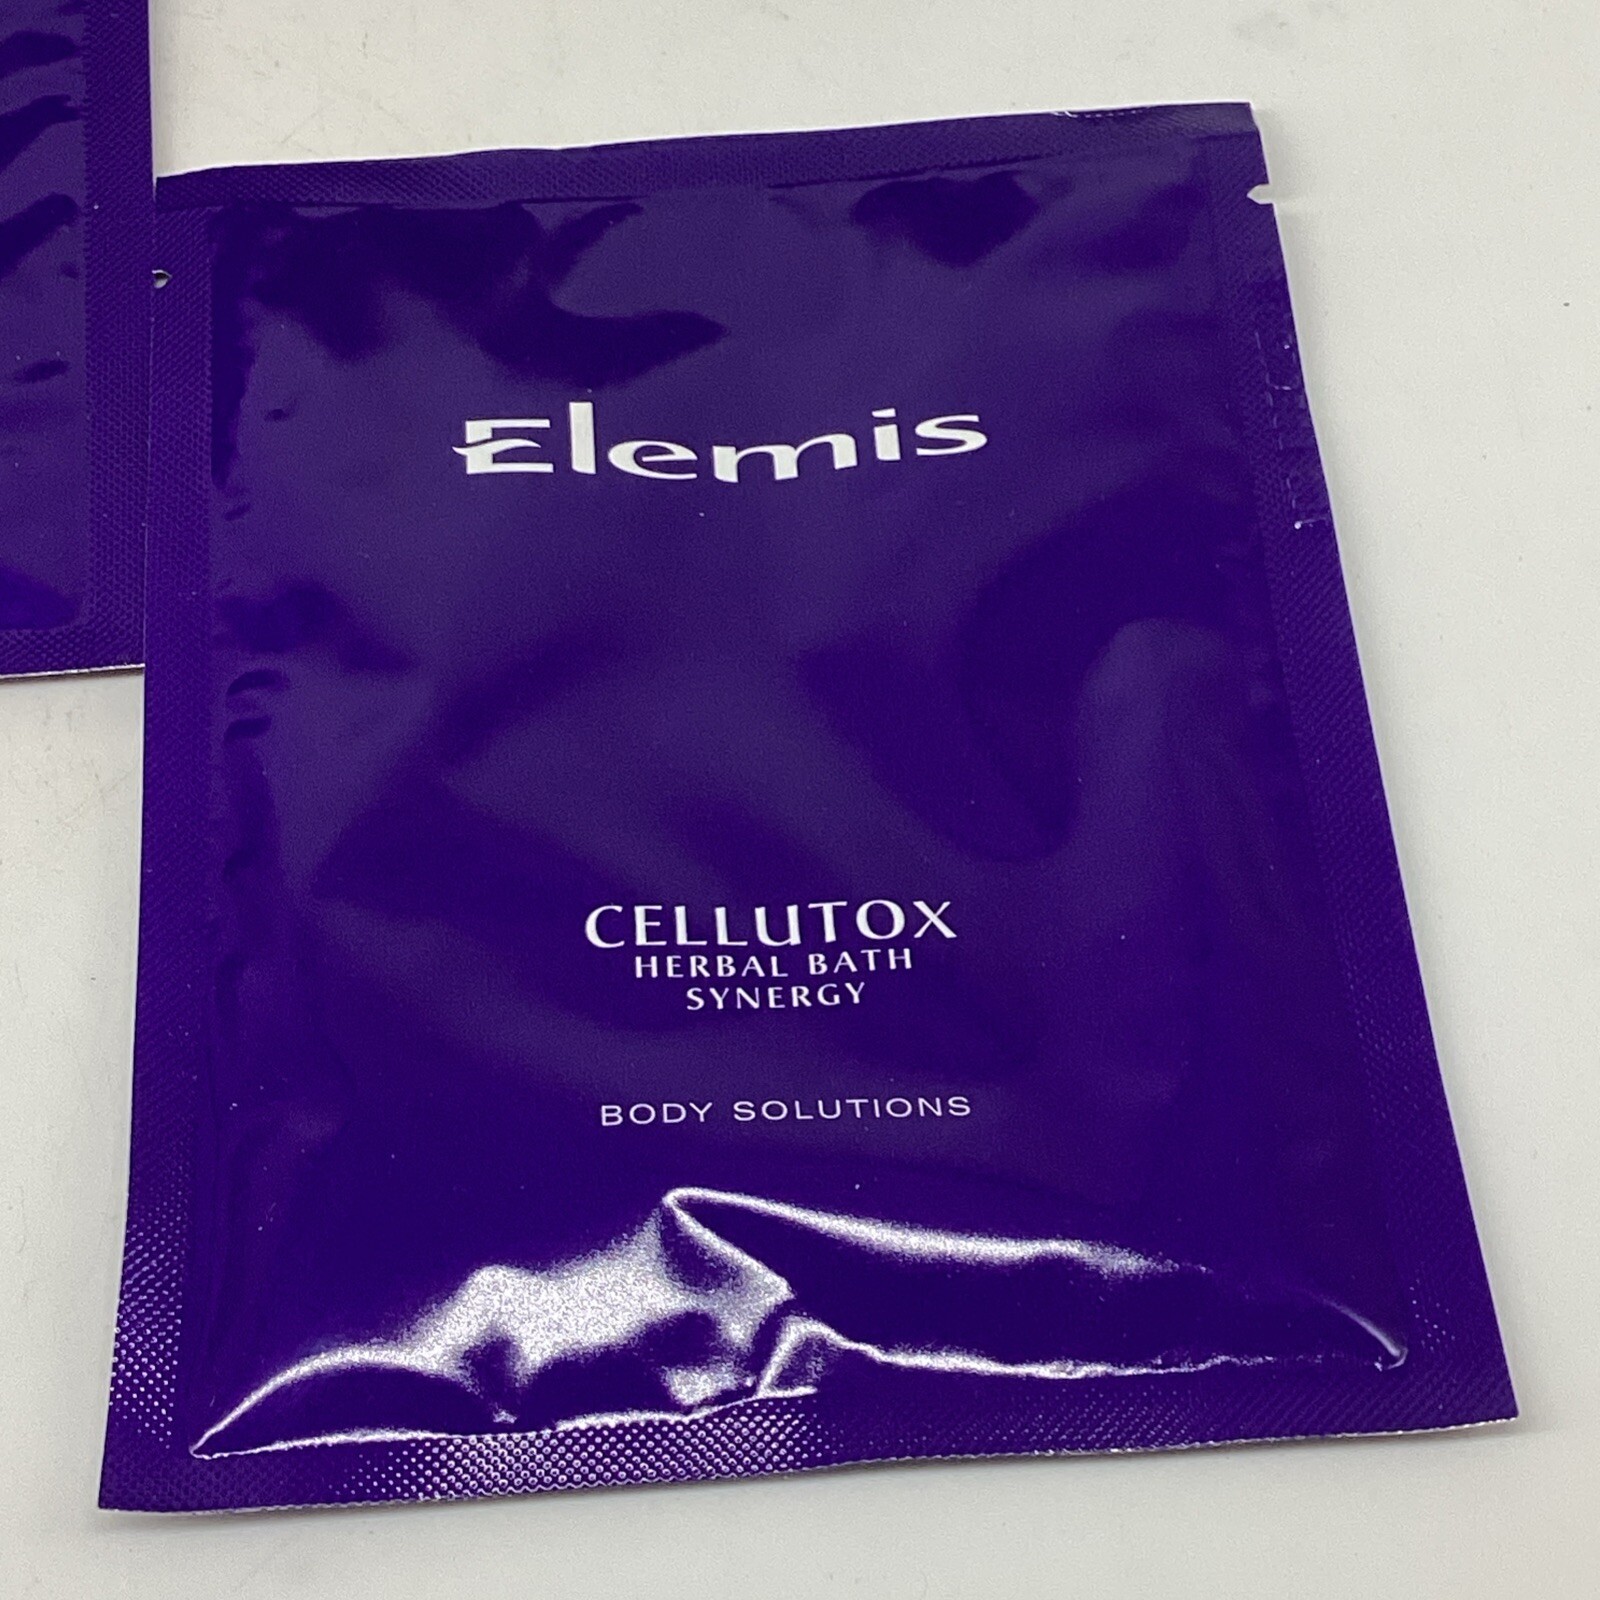 Elemis
CELLUTOX
HERBAL BATH
SYNERGY
BODY SOLUTIONS